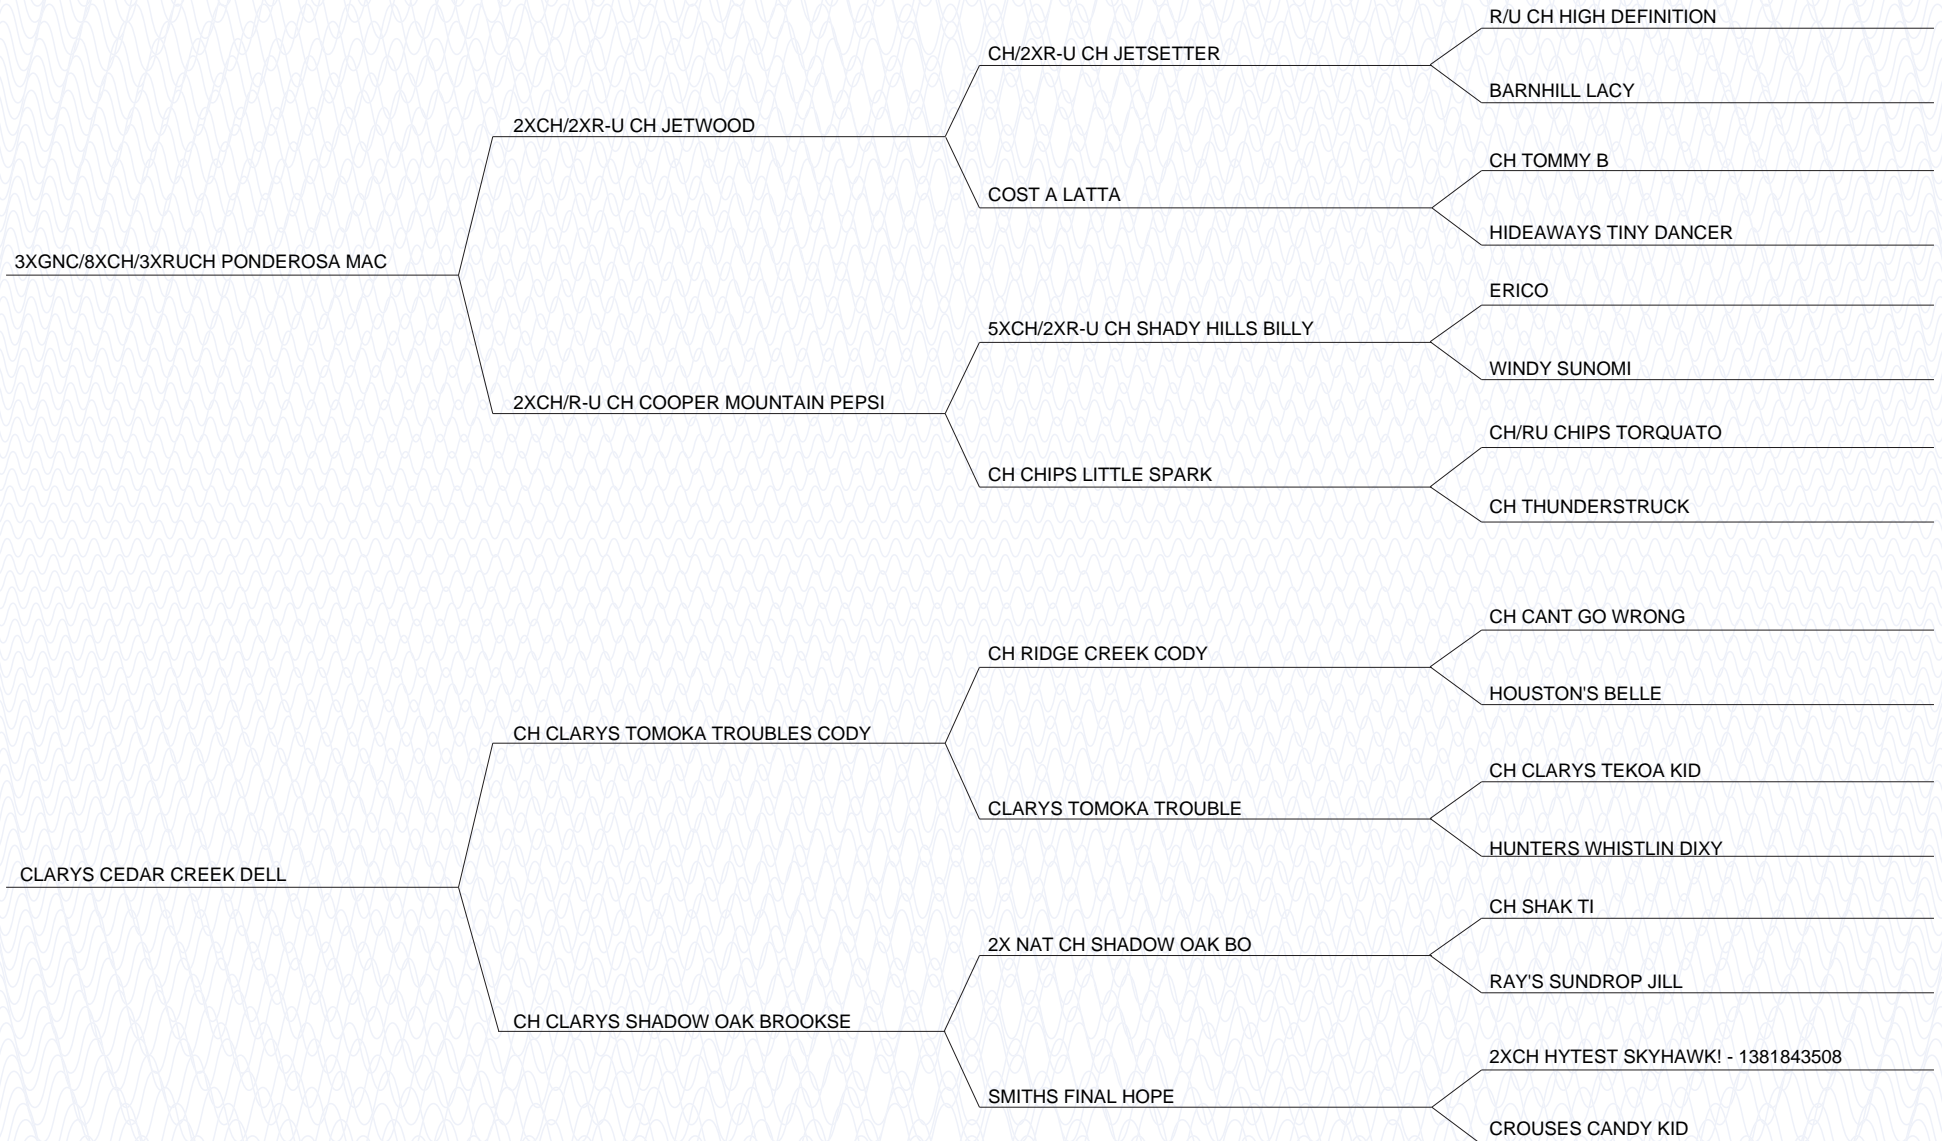 R/U CH HIGH DEFINITION
CH/2XR-U CH JETSETTER
BARNHILL LACY
2XCH/2XR-U CH JETWOOD
CH TOMMY B
COST A LATTA
HIDEAWAYS TINY DANCER
3XGNC/8XCH/3XRUCH PONDEROSA MAC
ERICO
5XCH/2XR-U CH SHADY HILLS BILLY
WINDY SUNOMI
2XCH/R-U CH COOPER MOUNTAIN PEPSI
CH/RU CHIPS TORQUATO
CH CHIPS LITTLE SPARK
CH THUNDERSTRUCK
CH CANT GO WRONG
CH RIDGE CREEK CODY
HOUSTON'S BELLE
CH CLARYS TOMOKA TROUBLES CODY
CH CLARYS TEKOA KID
CLARYS TOMOKA TROUBLE
HUNTERS WHISTLIN DIXY
CLARYS CEDAR CREEK DELL
CH SHAK TI
2X NAT CH SHADOW OAK BO
RAY'S SUNDROP JILL
CH CLARYS SHADOW OAK BROOKSE
2XCH HYTEST SKYHAWK! - 1381843508
SMITHS FINAL HOPE
CROUSES CANDY KID